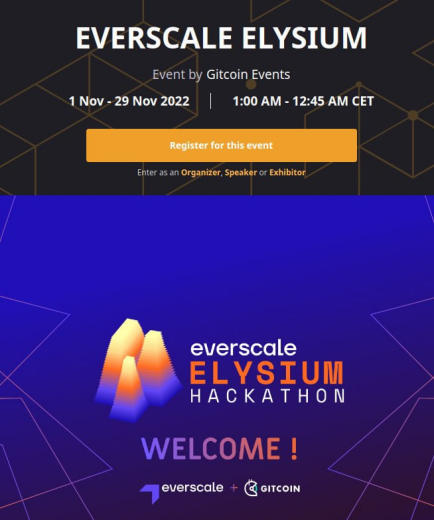 EVERSCALE ELYSIUM
Event by Gitcoin Events
1 Nov - 29 Nov 2022 1:00 AM - 12:45 AM CET
Register for this event
Enter as an Organizer, Speaker or Exhibitor
everscale
ELYSIUM
HACKATHON
WELCOME !
everscale + GITCOIN